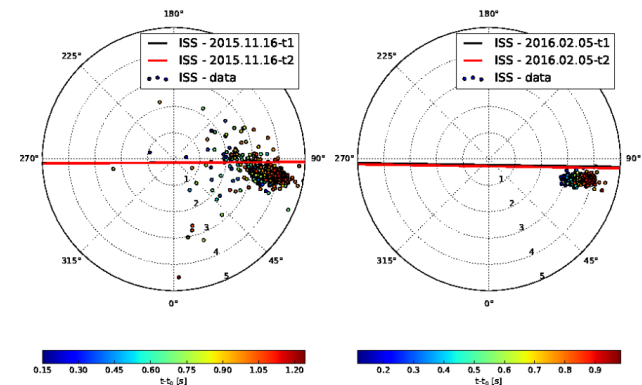 180°
ISS - 2015.11.16-t1
ISS - 2015.11.16-t2
ISS - data
225°
270°
90°
1
2
3
4
5
315°
45°
0°
0.15 0.30 0.45 0.60 0.75 0.90 1.05 1.20
t-t₀ [s]
180°
ISS - 2016.02.05-t1
ISS - 2016.02.05-t2
ISS - data
225°
270°
90°
1
2
3
4
5
315°
45°
0°
0.2 0.3 0.4 0.5 0.6 0.7 0.8 0.9
t-t₀ [s]